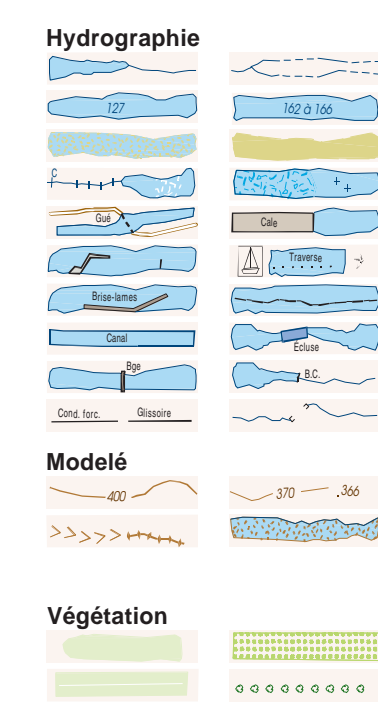 Hydrographie
127
162 à 166
C
Gué
Cale
Traverse
Brise-lames
Canal
Écluse
Bge
B.C.
Cond. forc.
Glissoire
Modelé
400
370
.366
Végétation